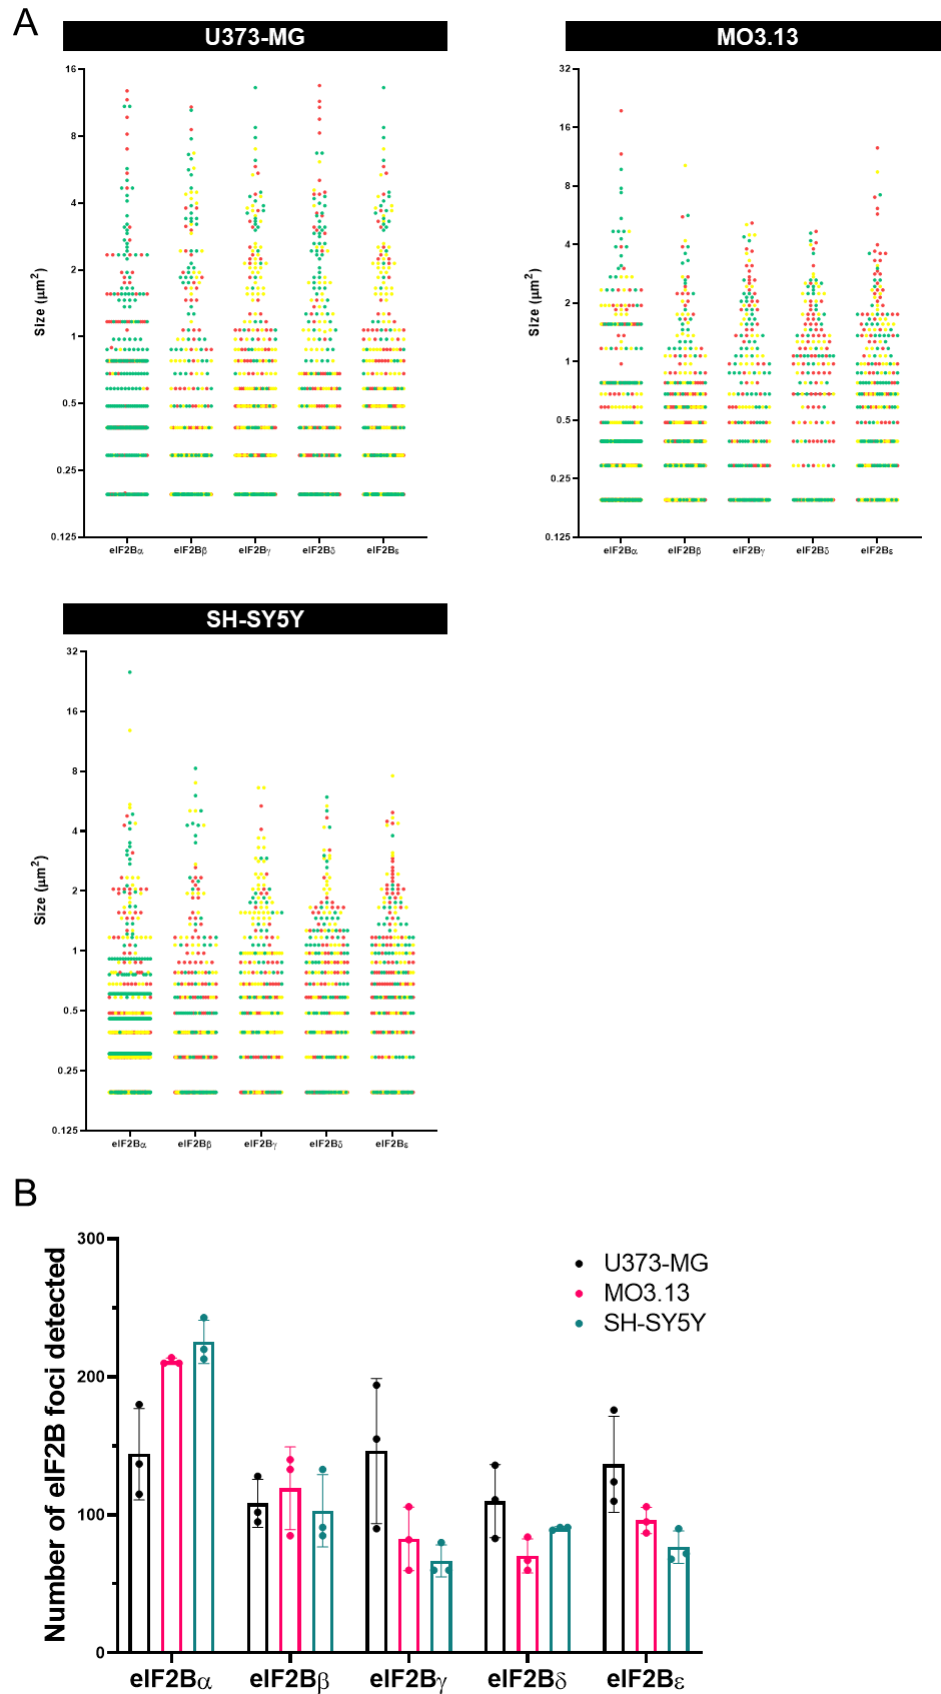 A
U373-MG
MO3.13
16
8
4
2
1
0.5
0.25
0.125
Size (μm²)
eIF2Bα eIF2Bβ eIF2Bγ eIF2Bδ eIF2Bε
32
16
8
4
2
1
0.5
0.25
0.125
Size (μm²)
eIF2Bα eIF2Bβ eIF2Bγ eIF2Bδ eIF2Bε
SH-SY5Y
32
16
8
4
2
1
0.5
0.25
0.125
Size (μm²)
eIF2Bα eIF2Bβ eIF2Bγ eIF2Bδ eIF2Bε
B
300
200
100
0
Number of eIF2B foci detected
U373-MG
MO3.13
SH-SY5Y
eIF2Bα eIF2Bβ eIF2Bγ eIF2Bδ eIF2Bε